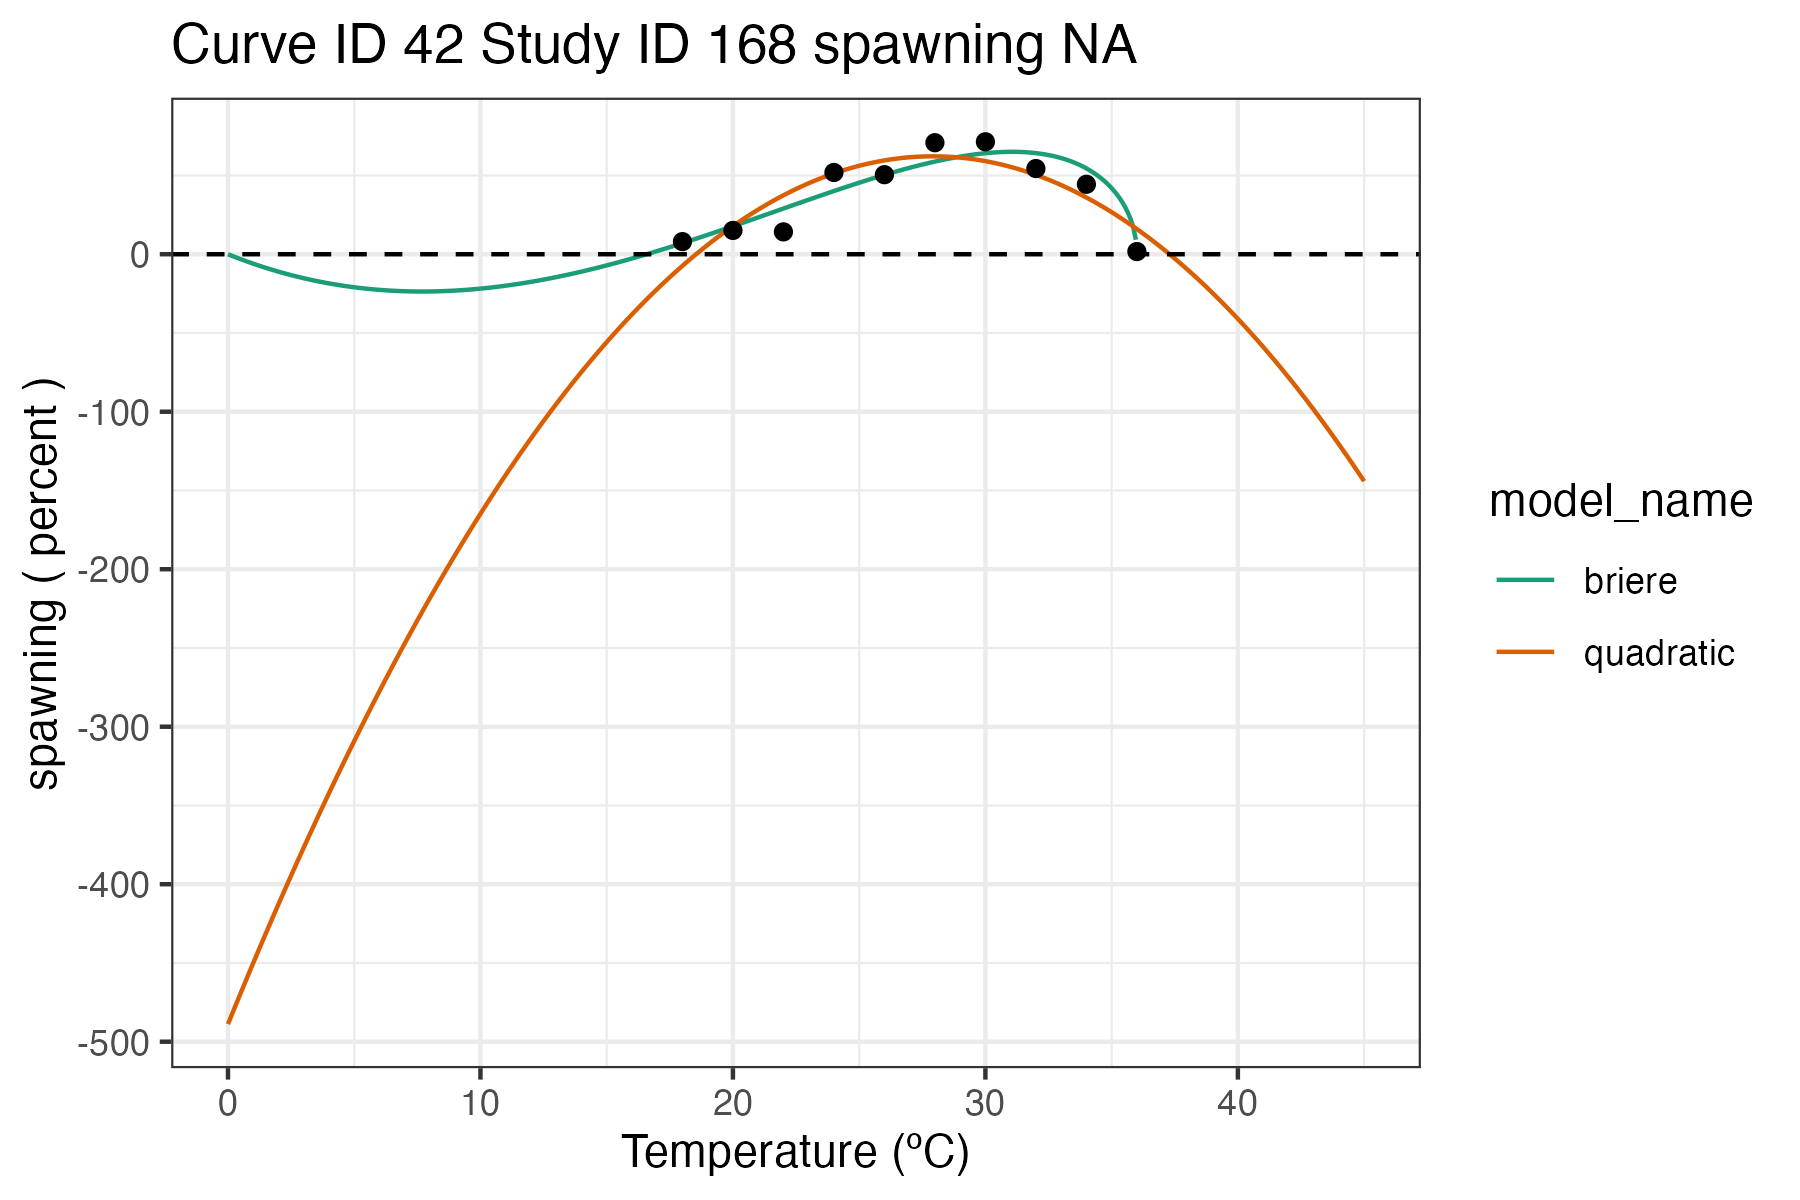 Curve ID 42 Study ID 168 spawning NA
spawning ( percent )
0
-100
-200
-300
-400
-500
0 10 20 30 40
Temperature (ºC)
model_name
briere
quadratic